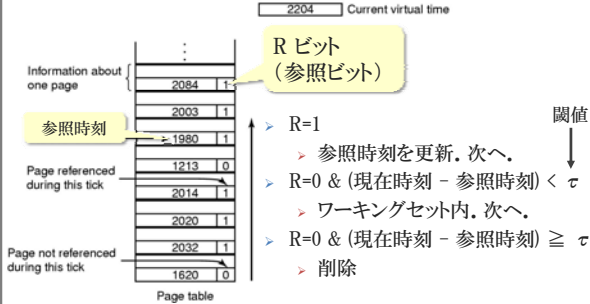 2204 Current virtual time
R ビット
(参照ビット)
Information about
one page
2084 1
2003 1
参照時刻
1980 1
1213 0
Page referenced
during this tick
2014 1
2020 1
2032 1
Page not referenced
during this tick
1620 0
Page table
閾値
R=1
参照時刻を更新．次へ．
R=0 & (現在時刻 – 参照時刻) < τ
ワーキングセット内．次へ．
R=0 & (現在時刻 – 参照時刻) ≧ τ
削除